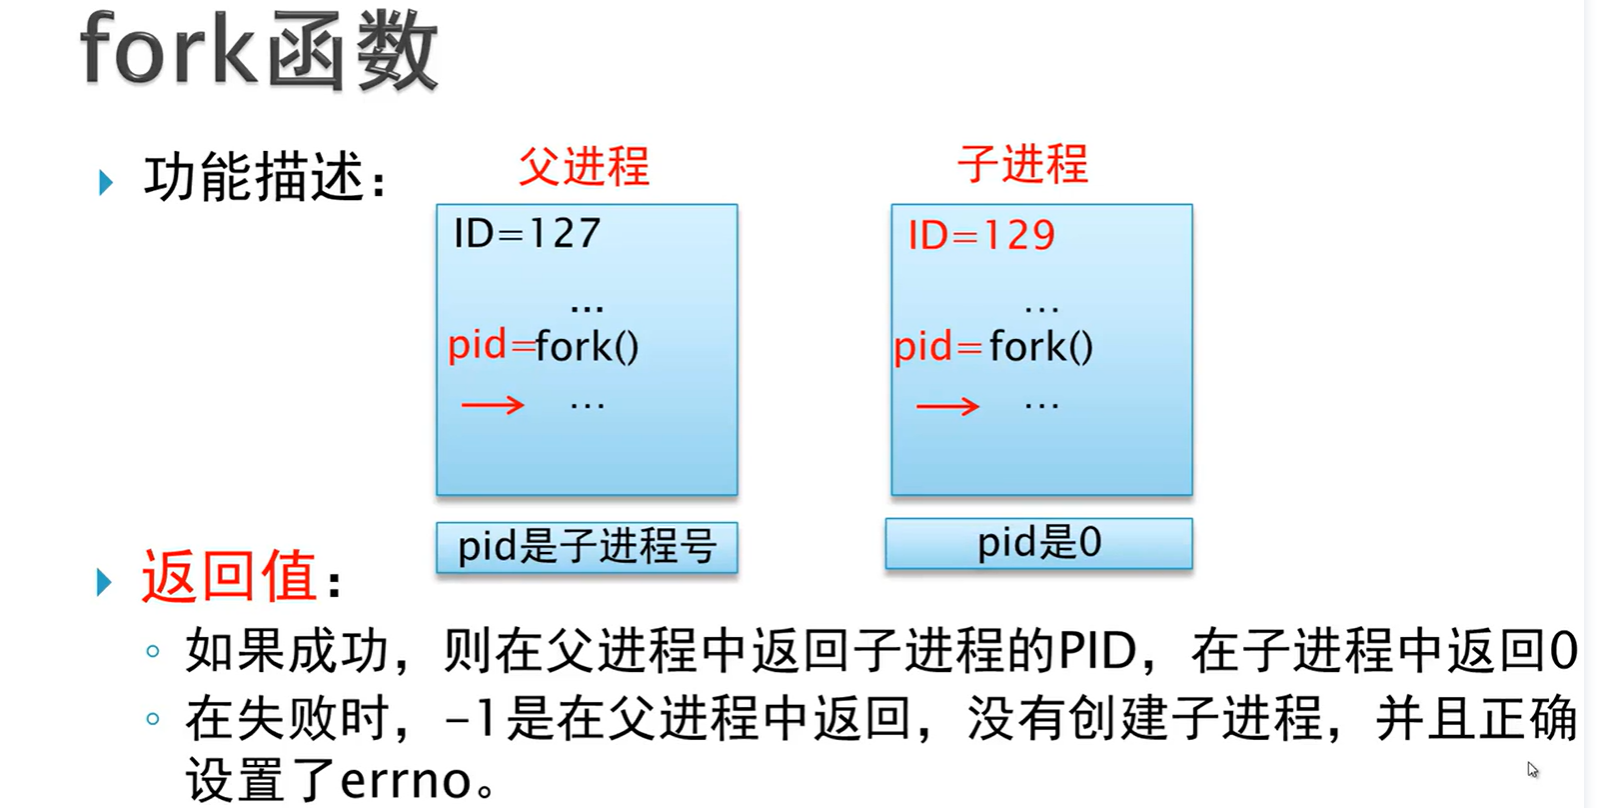 fork函数
功能描述：
父进程
子进程
ID=127
...
pid=fork()
...
ID=129
...
pid=fork()
...
pid是子进程号
pid是0
返回值：
如果成功，则在父进程中返回子进程的PID，在子进程中返回0
在失败时，-1是在父进程中返回，没有创建子进程，并且正确
设置了errno。